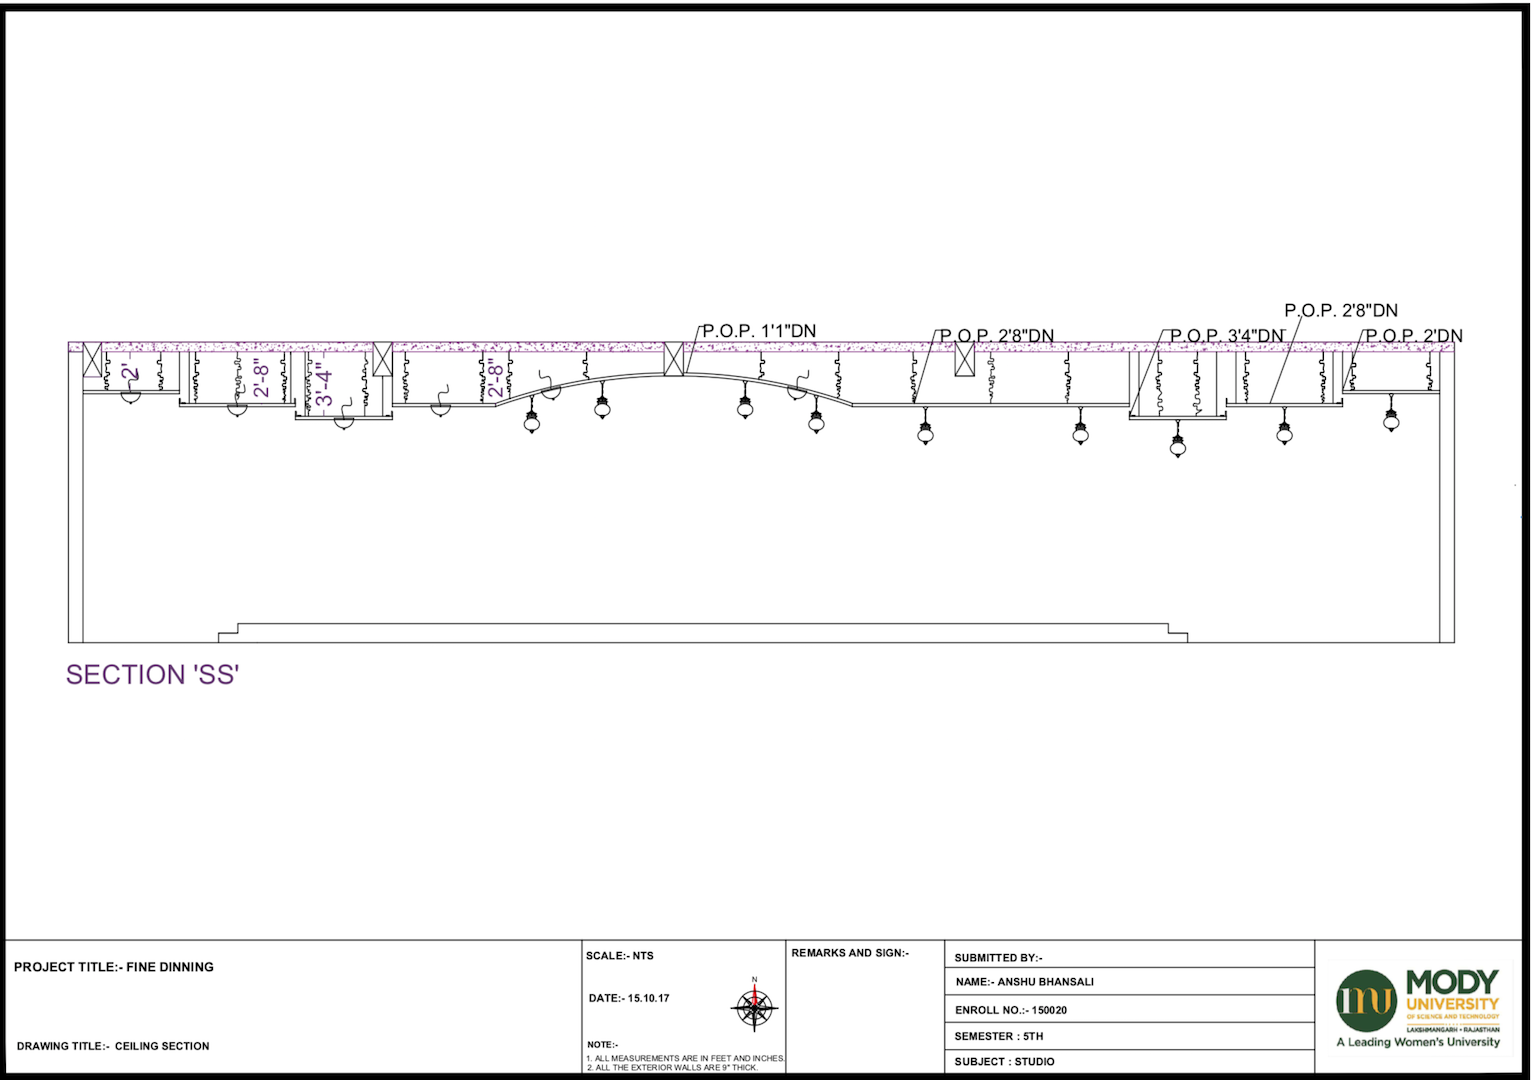 P.O.P. 2'8"DN
P.O.P. 1'1"DN
P.O.P. 2'8"DN
P.O.P. 3'4"DN
P.O.P. 2'DN
2'
2'-8"
3'-4"
2'-8"
SECTION 'SS'
PROJECT TITLE:- FINE DINNING
DRAWING TITLE:- CEILING SECTION
SCALE:- NTS
DATE:- 15.10.17
N
NOTE:-
1. ALL MEASUREMENTS ARE IN FEET AND INCHES.
2. ALL THE EXTERIOR WALLS ARE 9" THICK.
REMARKS AND SIGN:-
SUBMITTED BY:-
NAME:- ANSHU BHANSALI
ENROLL NO.:- 150020
SEMESTER : 5TH
SUBJECT : STUDIO
mu
MODY
UNIVERSITY
OF SCIENCE AND TECHNOLOGY
LAKSHMANGARH • RAJASTHAN
A Leading Women's University